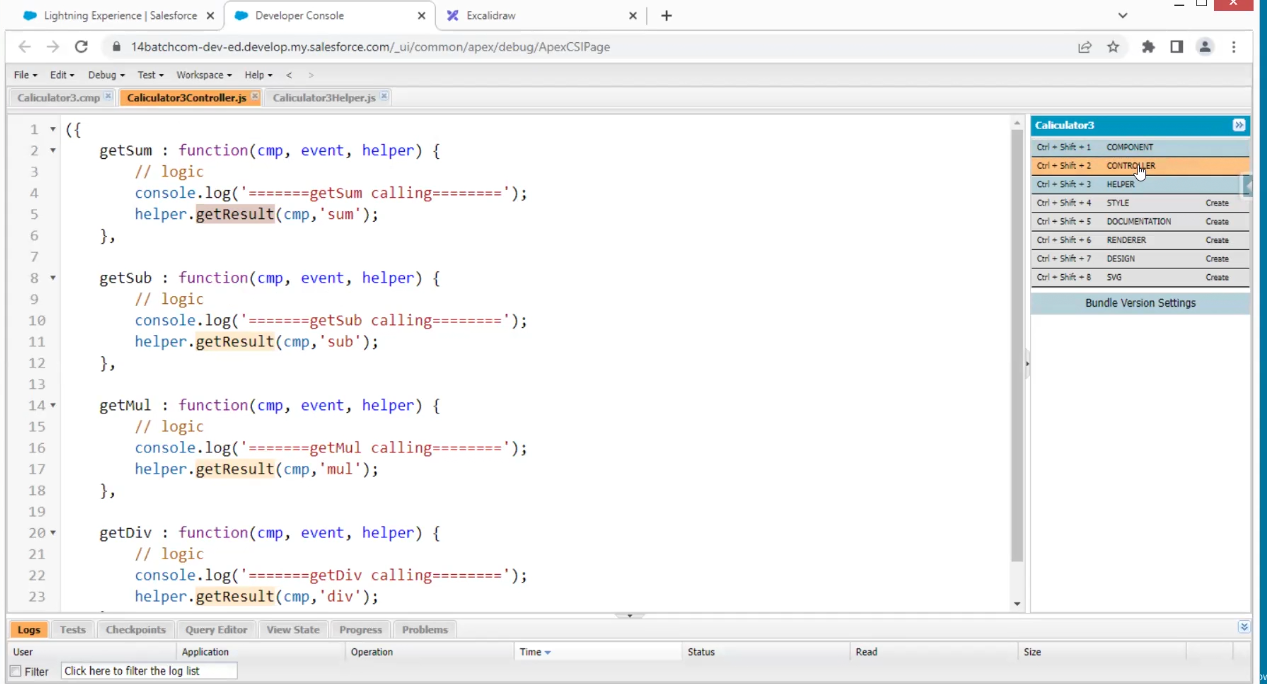 Lightning Experience | Salesforce
Developer Console
Excalidraw
14batchcom-dev-ed.develop.my.salesforce.com/_ui/common/apex/debug/ApexCSIPage
File Edit Debug Test Workspace Help < >
Caliculator3.cmp Caliculator3Controller.js Caliculator3Helper.js
1 ({
2 getSum : function(cmp, event, helper) {
3 // logic
4 console.log('=======getSum calling========');
5 helper.getResult(cmp,'sum');
6 },
7
8 getSub : function(cmp, event, helper) {
9 // logic
10 console.log('=======getSub calling========');
11 helper.getResult(cmp,'sub');
12 },
13
14 getMul : function(cmp, event, helper) {
15 // logic
16 console.log('=======getMul calling========');
17 helper.getResult(cmp,'mul');
18 },
19
20 getDiv : function(cmp, event, helper) {
21 // logic
22 console.log('=======getDiv calling========');
23 helper.getResult(cmp,'div');
Caliculator3
Ctrl + Shift + 1 COMPONENT
Ctrl + Shift + 2 CONTROLLER
Ctrl + Shift + 3 HELPER
Ctrl + Shift + 4 STYLE Create
Ctrl + Shift + 5 DOCUMENTATION Create
Ctrl + Shift + 6 RENDERER Create
Ctrl + Shift + 7 DESIGN Create
Ctrl + Shift + 8 SVG Create
Bundle Version Settings
Logs Tests Checkpoints Query Editor View State Progress Problems
User Application Operation Time Status Read Size
Filter Click here to filter the log list